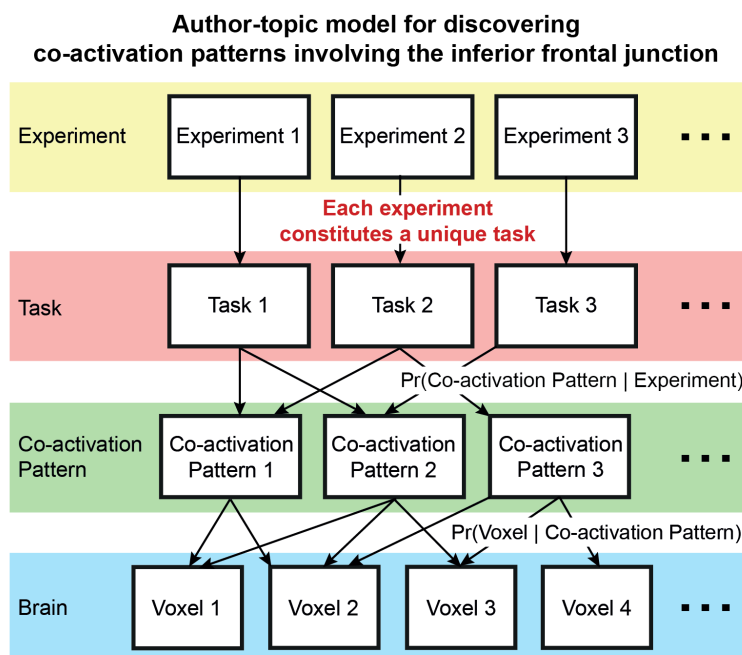 Author-topic model for discovering
co-activation patterns involving the inferior frontal junction
Experiment
Experiment 1
Experiment 2
Experiment 3
Each experiment
constitutes a unique task
Task
Task 1
Task 2
Task 3
Pr(Co-activation Pattern | Experiment)
Co-activation
Pattern
Co-activation
Pattern 1
Co-activation
Pattern 2
Co-activation
Pattern 3
Pr(Voxel | Co-activation Pattern)
Brain
Voxel 1
Voxel 2
Voxel 3
Voxel 4